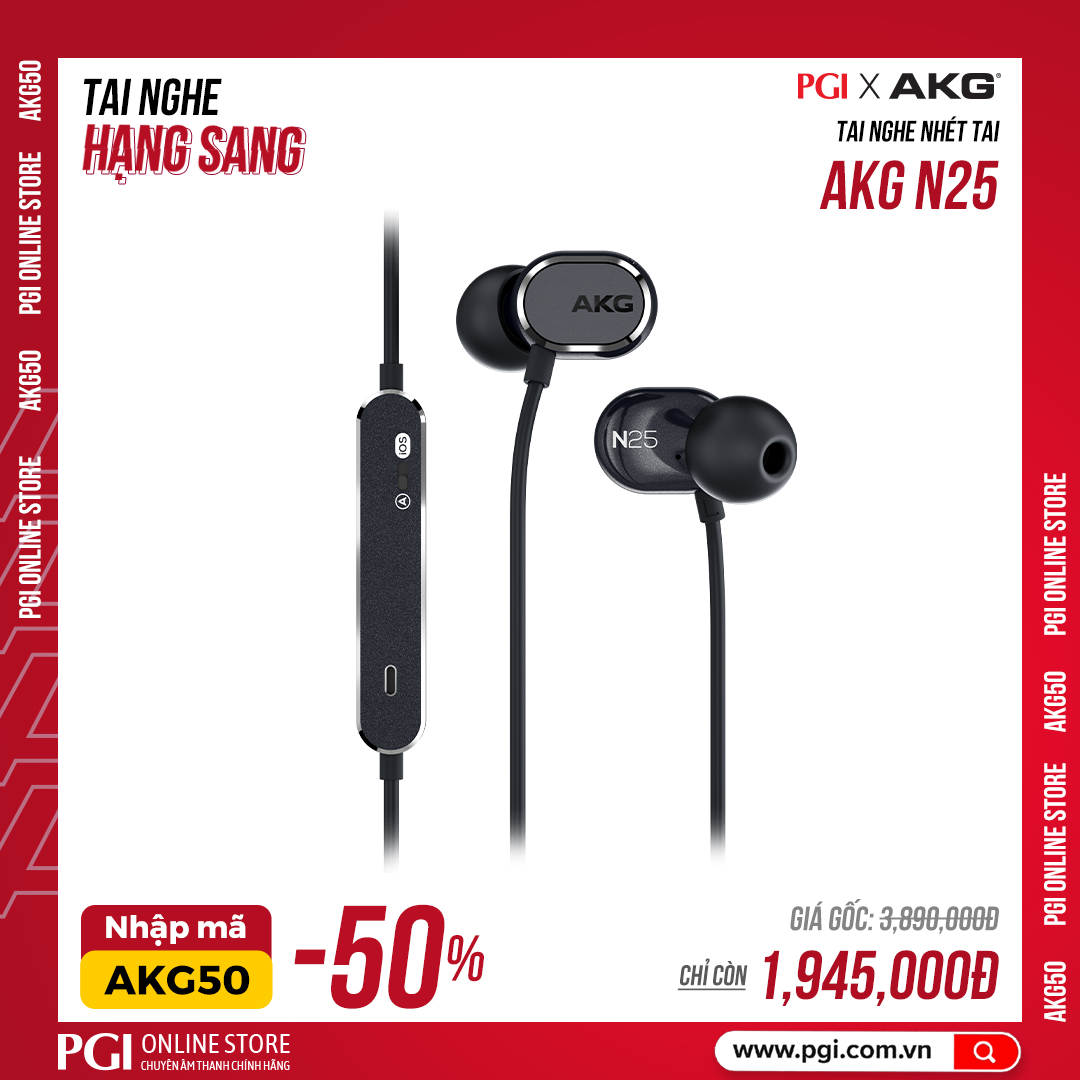 TAI NGHE
HẠNG SANG
PGI X AKG®
TAI NGHE NHÉT TAI
AKG N25
AKG
N25
iOS
A
Nhập mã
AKG50
-50%
GIÁ GỐC: 3,890,000Đ
CHỈ CÒN 1,945,000Đ
PGI ONLINE STORE
CHUYÊN ÂM THANH CHÍNH HÃNG
www.pgi.com.vn
AKG50
PGI ONLINE STORE
AKG50
PGI ONLINE STORE
PGI ONLINE STORE
AKG50
PGI ONLINE STORE
AKG50